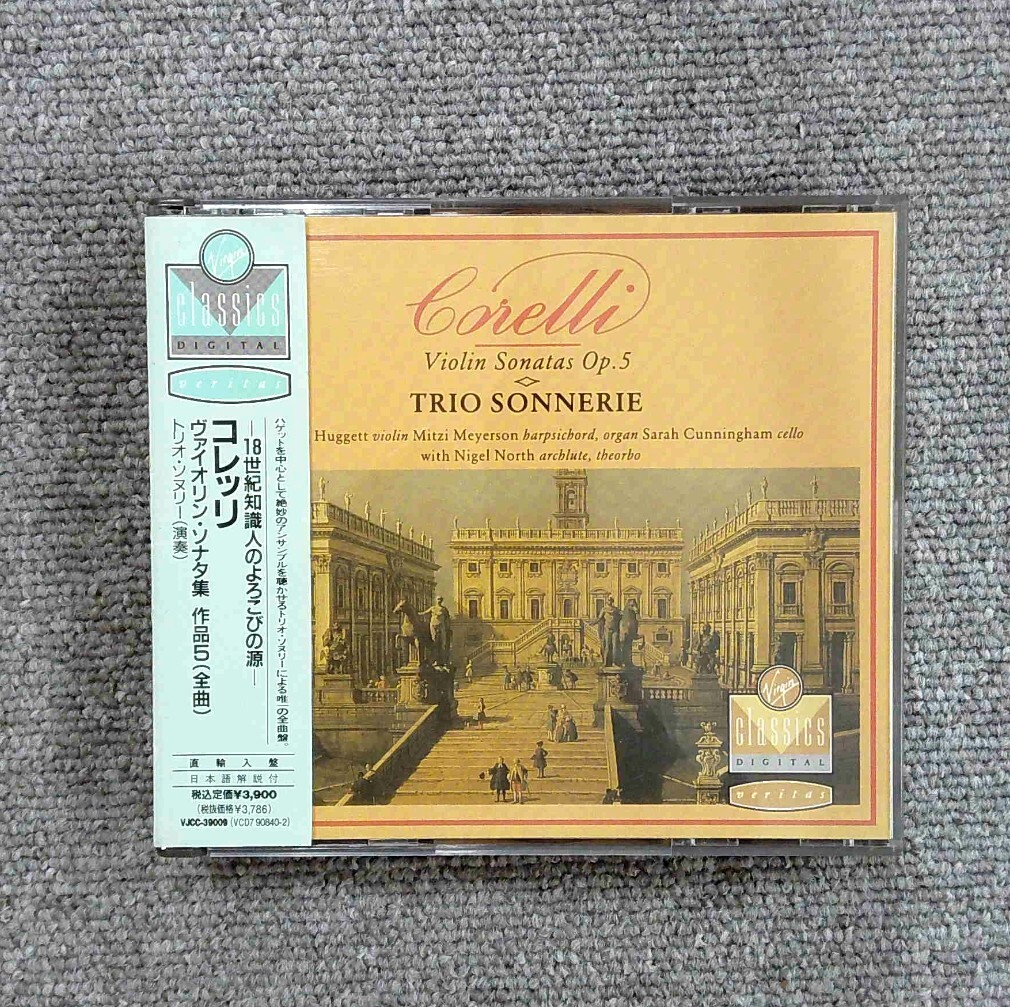 Virgin
classics
DIGITAL
veritas
ハゲットを中心として絶妙のアンサンブルを聴かせるトリオ・ソヌリーによる唯一の全曲盤。
—18世紀知識人のよろこびの源—
コレッリ
ヴァイオリン・ソナタ集 作品5(全曲)
トリオ・ソヌリー(演奏)
直輸入盤
日本語解説付
税込定価¥3,900
(税抜価格¥3,786)
VJCC-39009 (VCD7 90840-2)
Corelli
Violin Sonatas Op.5
TRIO SONNERIE
Huggett violin Mitzi Meyerson harpsichord, organ Sarah Cunningham cello
with Nigel North archlute, theorbo
Virgin
classics
DIGITAL
veritas